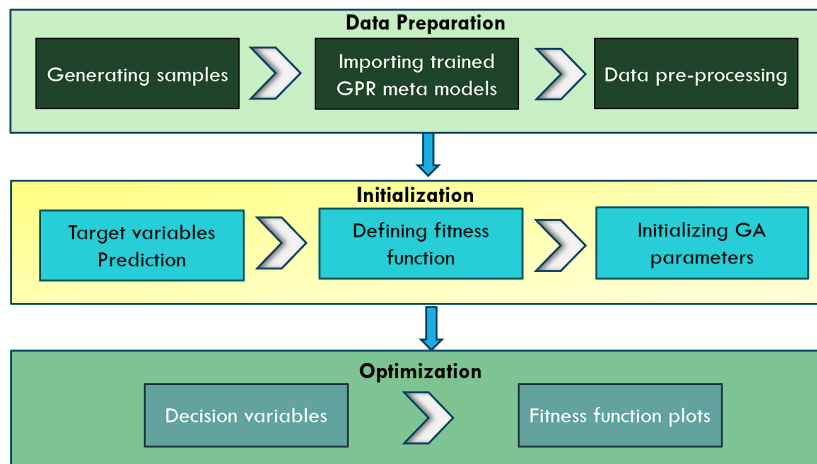 Data Preparation
Generating samples
Importing trained
GPR meta models
Data pre-processing
Initialization
Target variables
Prediction
Defining fitness
function
Initializing GA
parameters
Optimization
Decision variables
Fitness function plots